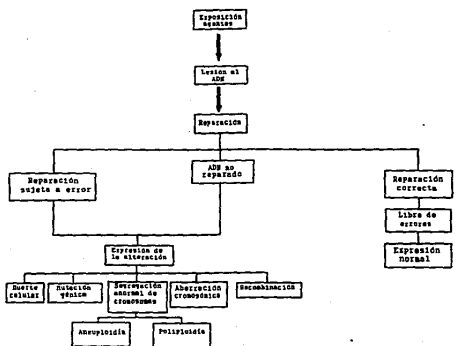 Exposición
agentes
Lesion al
ADN
Reparación
Reparación
sujeta a error
ADN no
reparado
Reparación
correcta
Libre de
errores
Expresión
normal
Expresión de
la alteración
Muerte
celular
Mutación
génica
Segregación
anormal de
cromosomas
Aberración
cromosómica
Recombinación
Aneuploidía
Poliploidía